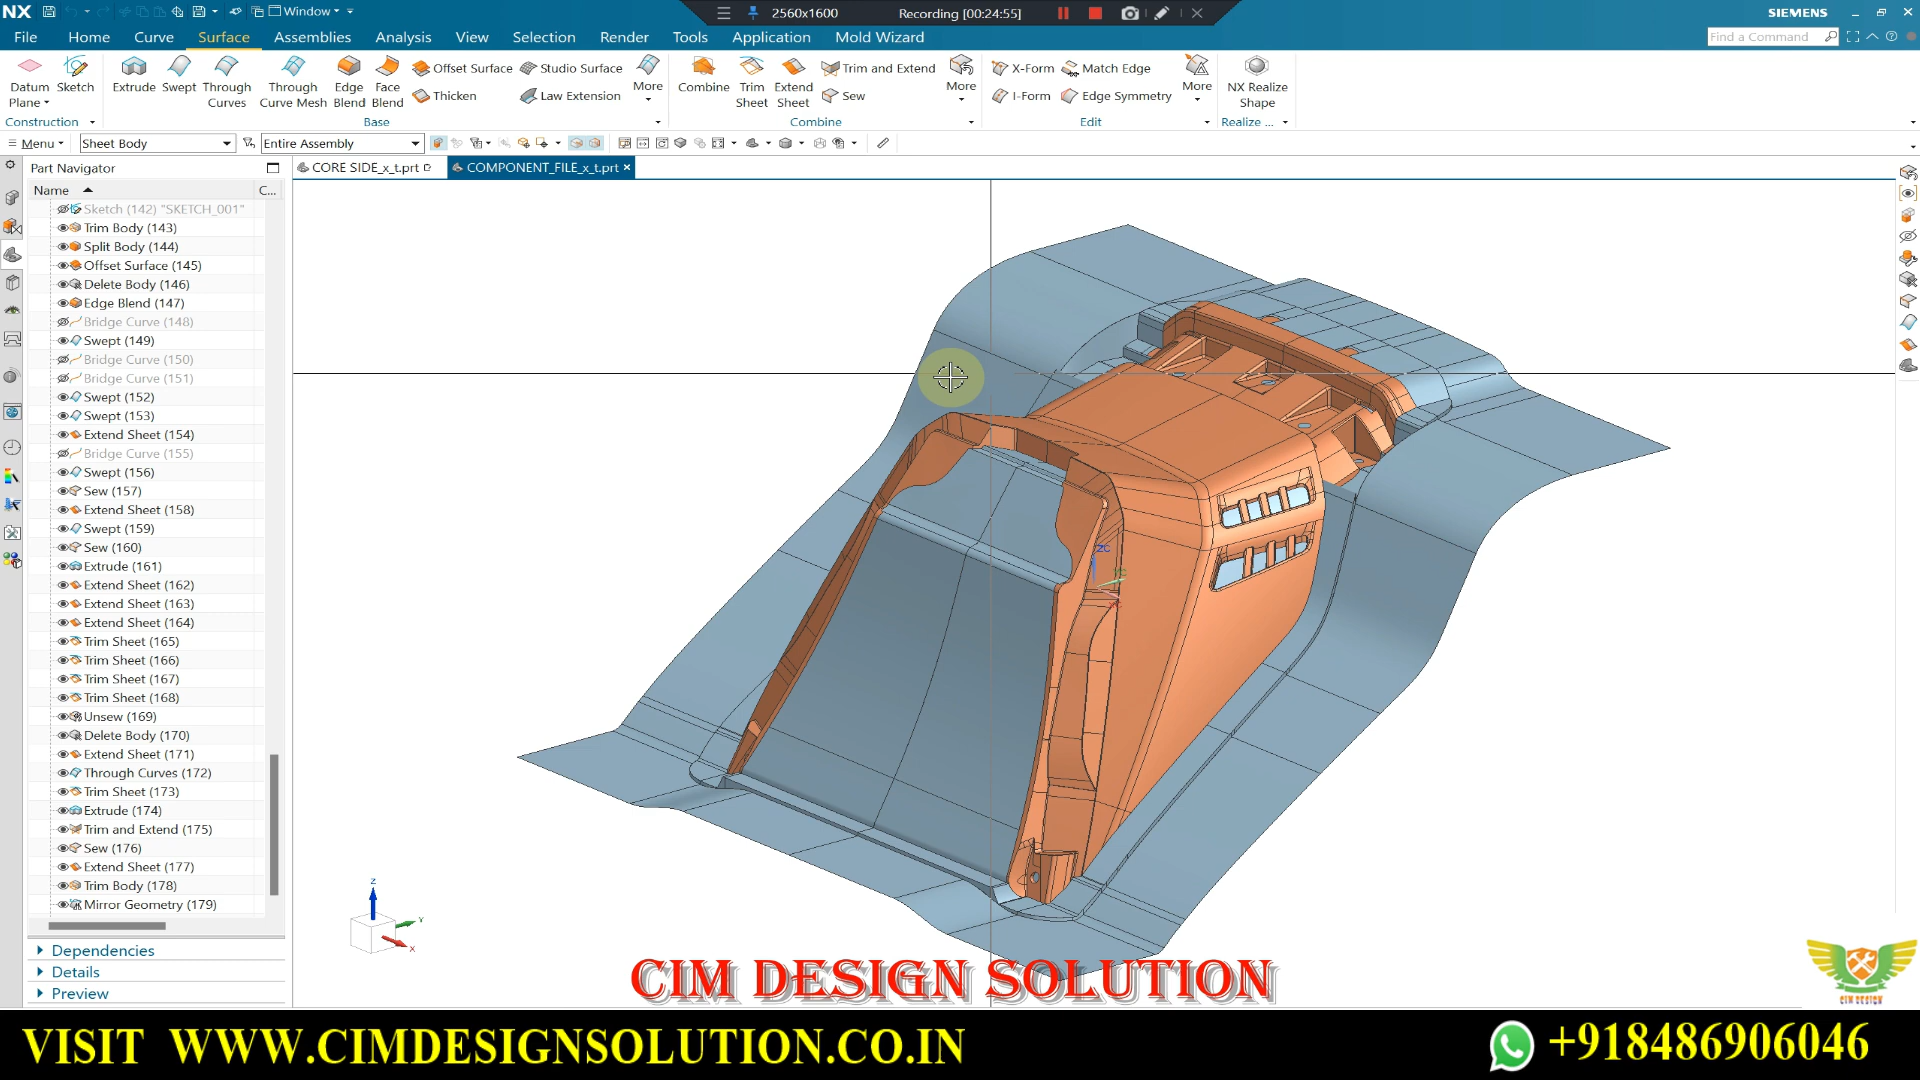 NX
Window
2560x1600
Recording [00:24:55]
SIEMENS
File Home Curve Surface Assemblies Analysis View Selection Render Tools Application Mold Wizard
Find a Command
Datum Plane
Sketch
Extrude
Swept
Through Curves
Through Curve Mesh
Edge Blend
Face Blend
Offset Surface
Thicken
Studio Surface
Law Extension
More
Combine
Trim Sheet
Extend Sheet
Trim and Extend
Sew
More
X-Form
I-Form
Match Edge
Edge Symmetry
More
NX Realize Shape
Construction
Base
Combine
Edit
Realize ...
Menu
Sheet Body
Entire Assembly
Part Navigator
CORE SIDE_x_t.prt
COMPONENT_FILE_x_t.prt
Name
C...
Sketch (142) "SKETCH_001"
Trim Body (143)
Split Body (144)
Offset Surface (145)
Delete Body (146)
Edge Blend (147)
Bridge Curve (148)
Swept (149)
Bridge Curve (150)
Bridge Curve (151)
Swept (152)
Swept (153)
Extend Sheet (154)
Bridge Curve (155)
Swept (156)
Sew (157)
Extend Sheet (158)
Swept (159)
Sew (160)
Extrude (161)
Extend Sheet (162)
Extend Sheet (163)
Extend Sheet (164)
Trim Sheet (165)
Trim Sheet (166)
Trim Sheet (167)
Trim Sheet (168)
Unsew (169)
Delete Body (170)
Extend Sheet (171)
Through Curves (172)
Trim Sheet (173)
Extrude (174)
Trim and Extend (175)
Sew (176)
Extend Sheet (177)
Trim Body (178)
Mirror Geometry (179)
Dependencies
Details
Preview
ZC
XC
Z
Y
X
CIM DESIGN SOLUTION
CIM DESIGN
VISIT WWW.CIMDESIGNSOLUTION.CO.IN
+918486906046